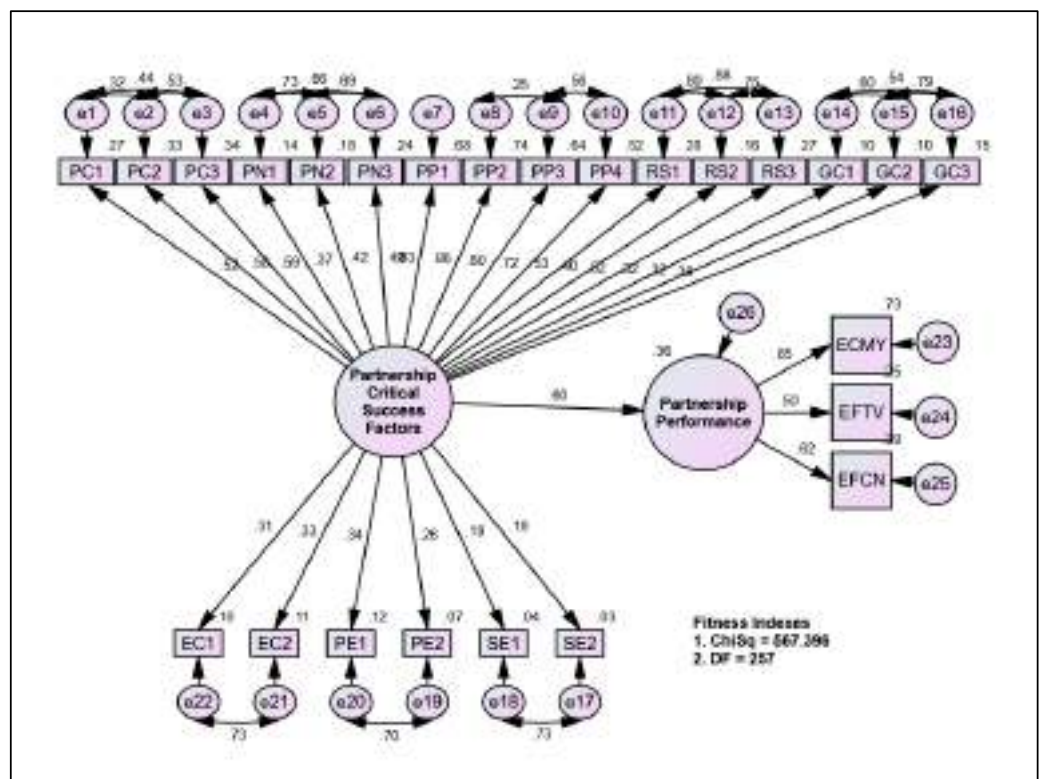 .32 .44 .53 .73 .66 .69 .25 .56 .88 .75 .60 .54 .79
e1 e2 e3 e4 e5 e6 e7 e8 e9 e10 e11 e12 e13 e14 e15 e16
.27 .33 .34 .14 .18 .24 .68 .74 .64 .52 .28 .16 .27 .10 .10 .15
PC1 PC2 PC3 PN1 PN2 PN3 PP1 PP2 PP3 PP4 RS1 RS2 RS3 GC1 GC2 GC3
.52 .58 .59 .37 .42 .86 .80 .72 .53 .40 .52 .32 .32
e26
.73
ECMY e23
.36 .85
Partnership
Critical
Success
Factors
.60
Partnership
Performance
.50
EFTV e24
.62
EFCN e25
.31 .33 .34 .26 .19 .18
.10 .11 .12 .07 .04 .03
EC1 EC2 PE1 PE2 SE1 SE2
e22 e21 e20 e19 e18 e17
.73 .70 .73
Fitness Indexes
1. ChiSq = 567.396
2. DF = 257